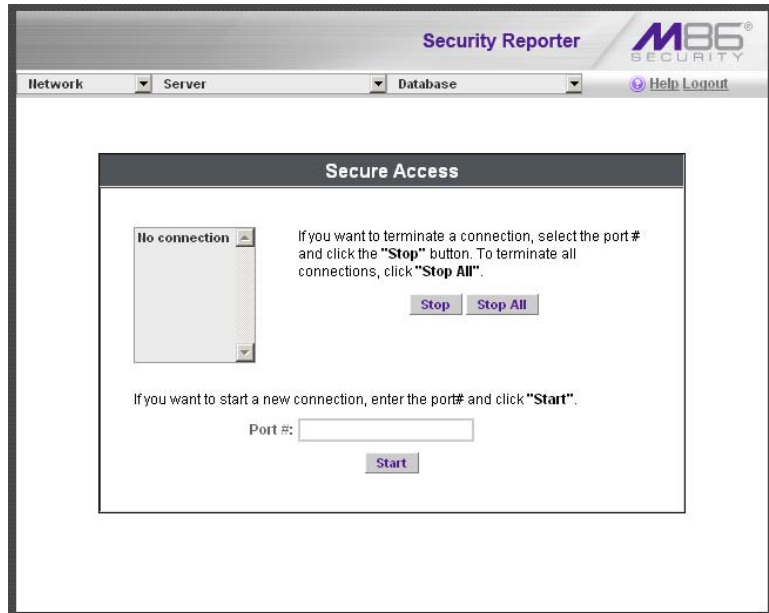 Security Reporter
M86®
SECURITY
Network Server Database Help Logout
Secure Access
No connection
If you want to terminate a connection, select the port #
and click the "Stop" button. To terminate all
connections, click "Stop All".
Stop Stop All
If you want to start a new connection, enter the port# and click "Start".
Port #:
Start